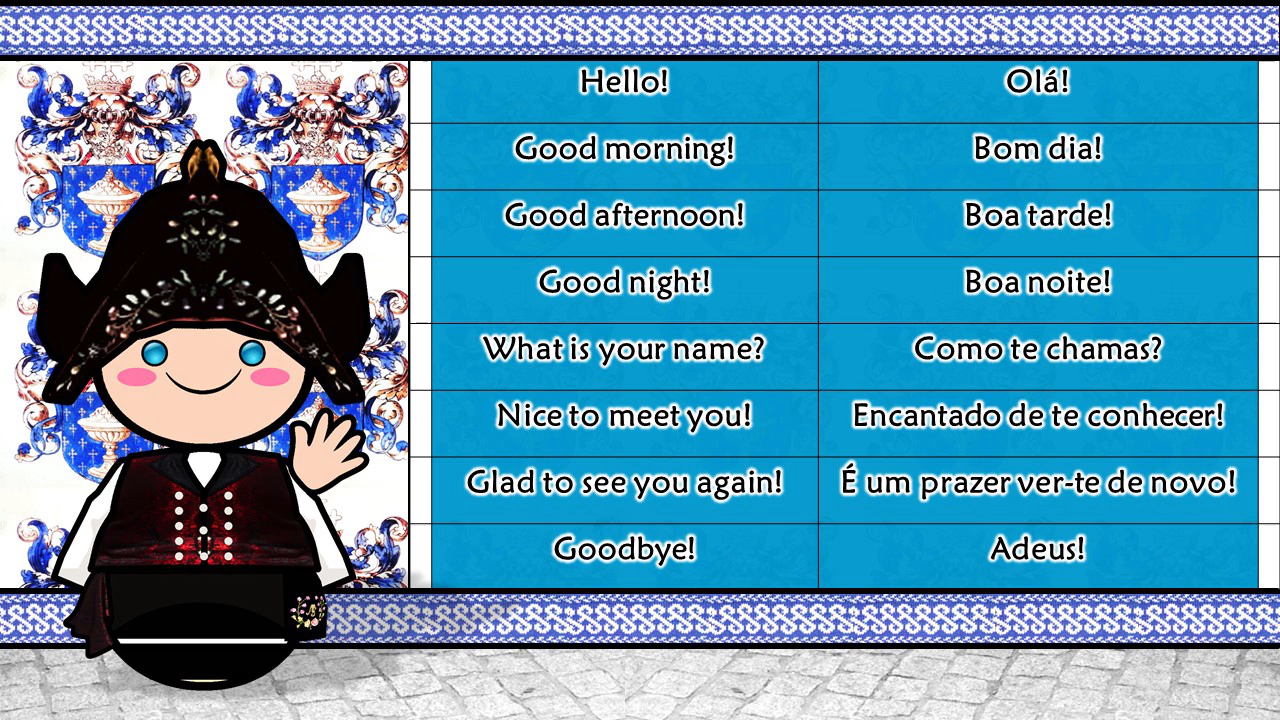 Hello! Olá!
Good morning! Bom dia!
Good afternoon! Boa tarde!
Good night! Boa noite!
What is your name? Como te chamas?
Nice to meet you! Encantado de te conhecer!
Glad to see you again! É um prazer ver-te de novo!
Goodbye! Adeus!